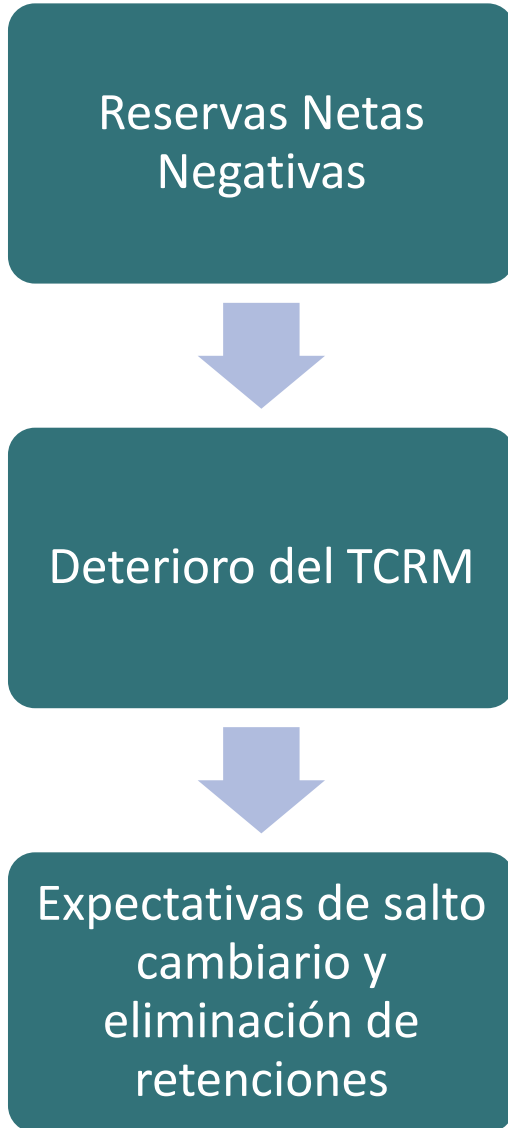 Reservas Netas
Negativas
Deterioro del TCRM
Expectativas de salto
cambiario y
eliminación de
retenciones